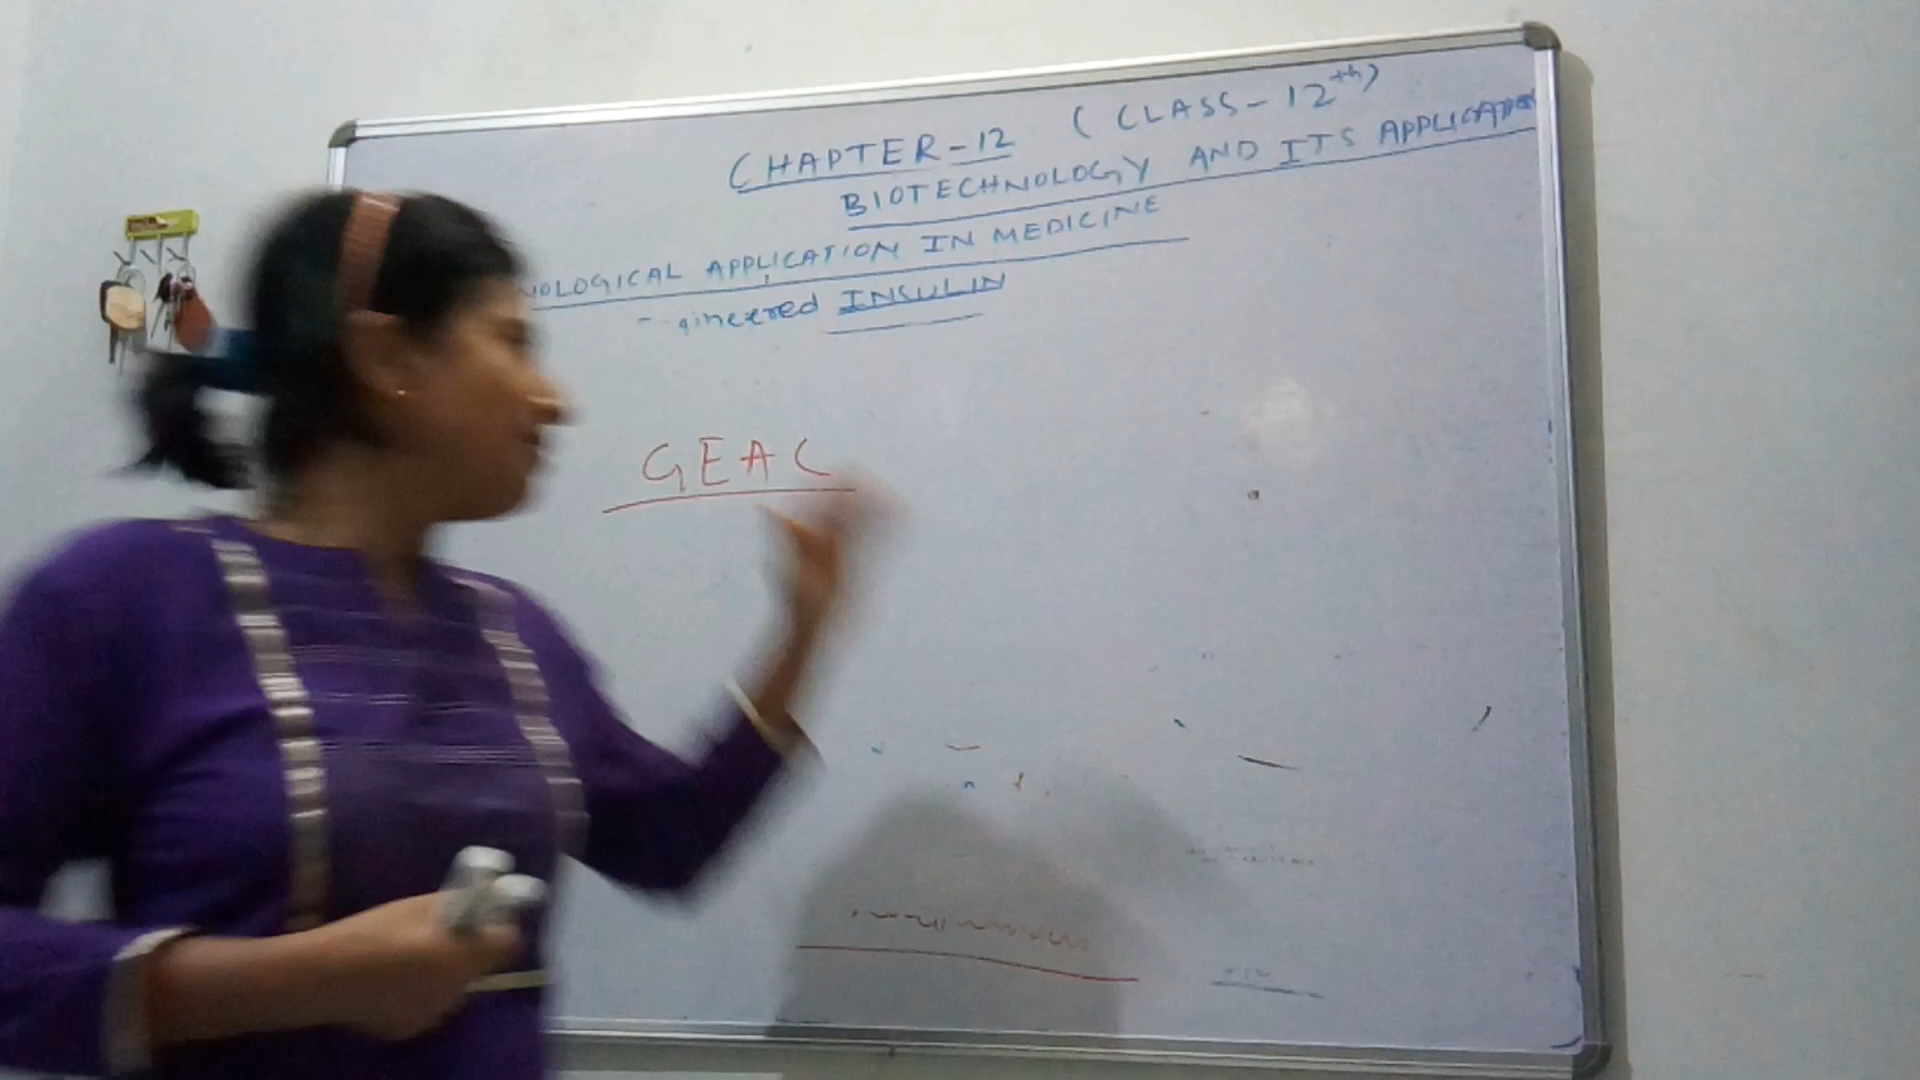 CHAPTER-12 (CLASS-12th)
BIOTECHNOLOGY AND ITS APPLICATION
NOLOGICAL APPLICATION IN MEDICINE
gineered INSULIN
GEAC